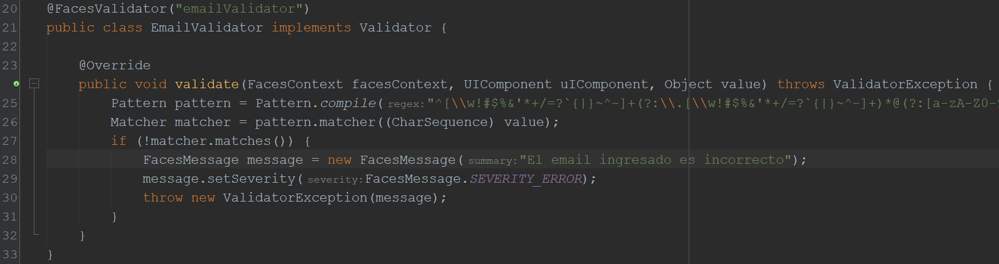 20 @FacesValidator("emailValidator")
21 public class EmailValidator implements Validator {
22
23 @Override
public void validate(FacesContext facesContext, UIComponent uIComponent, Object value) throws ValidatorException {
25 Pattern pattern = Pattern.compile( regex: "^[\\w!#$%&'*+/=?`{|}~^-]+(?:\\.[\\w!#$%&'*+/=?`{|}~^-]+)*@(?:[a-zA-Z0-9
26 Matcher matcher = pattern.matcher((CharSequence) value);
27 if (!matcher.matches()) {
28 FacesMessage message = new FacesMessage( summary: "El email ingresado es incorrecto");
29 message.setSeverity( severity: FacesMessage.SEVERITY_ERROR);
30 throw new ValidatorException(message);
31 }
32 }
33 }